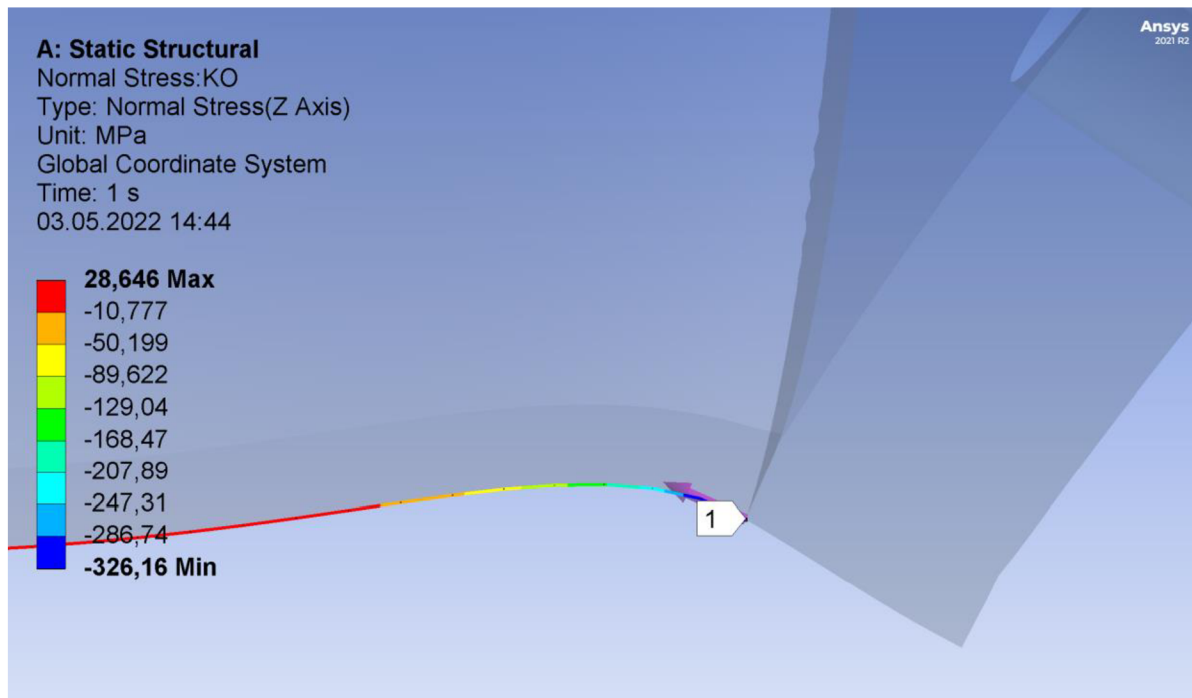 A: Static Structural
Normal Stress:KO
Type: Normal Stress(Z Axis)
Unit: MPa
Global Coordinate System
Time: 1 s
03.05.2022 14:44
28,646 Max
-10,777
-50,199
-89,622
-129,04
-168,47
-207,89
-247,31
-286,74
-326,16 Min
Ansys
2021 R2
1